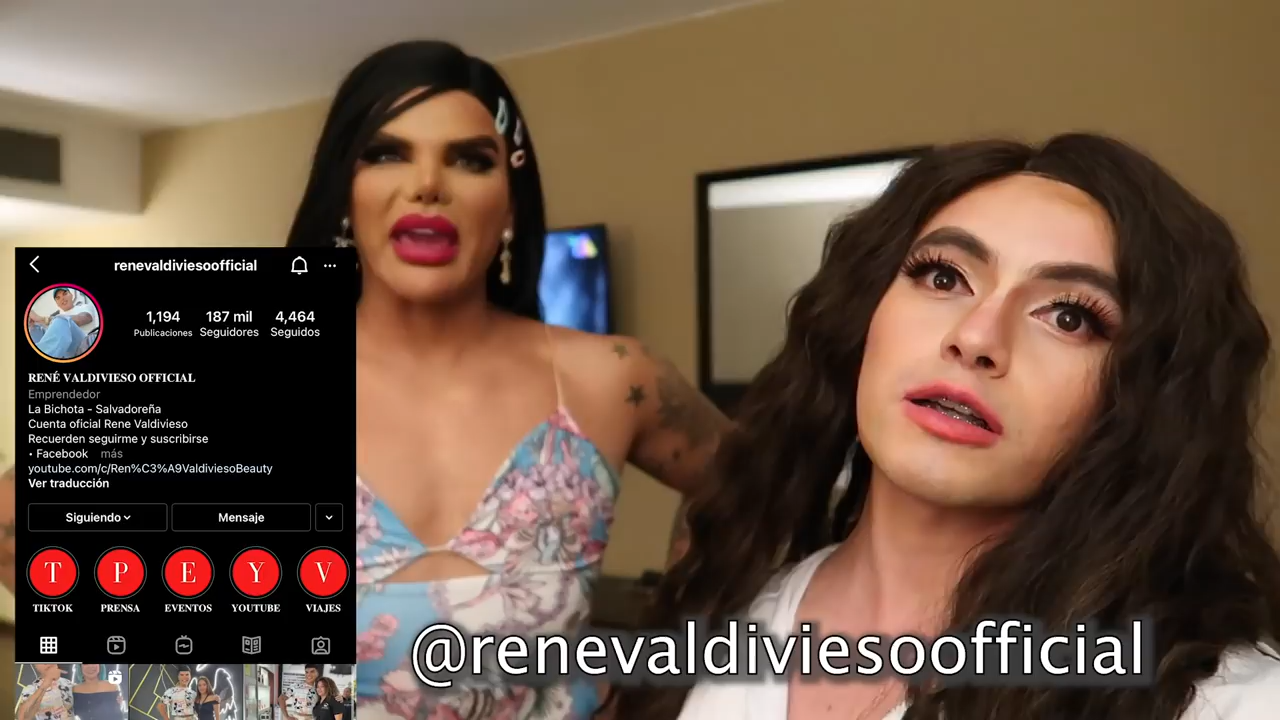 renevaldiviesoofficial
1,194 187 mil 4,464
Publicaciones Seguidores Seguidos
RENÉ VALDIVIESO OFFICIAL
Emprendedor
La Bichota - Salvadoreña
Cuenta oficial Rene Valdivieso
Recuerden seguirme y suscribirse
• Facebook más
youtube.com/c/Ren%C3%A9ValdiviesoBeauty
Ver traducción
Siguiendo Mensaje
T P E Y V
TIKTOK PRENSA EVENTOS YOUTUBE VIAJES
@renevaldiviesoofficial